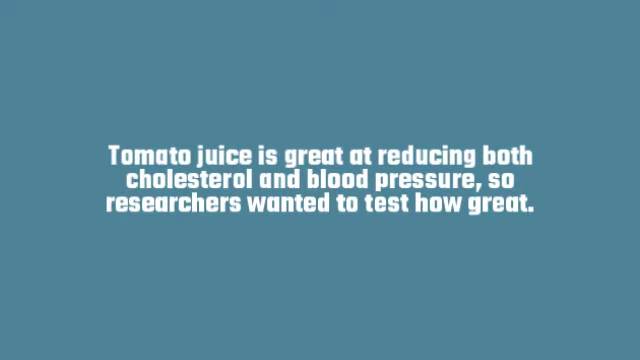 Tomato juice is great at reducing both
cholesterol and blood pressure, so
researchers wanted to test how great.